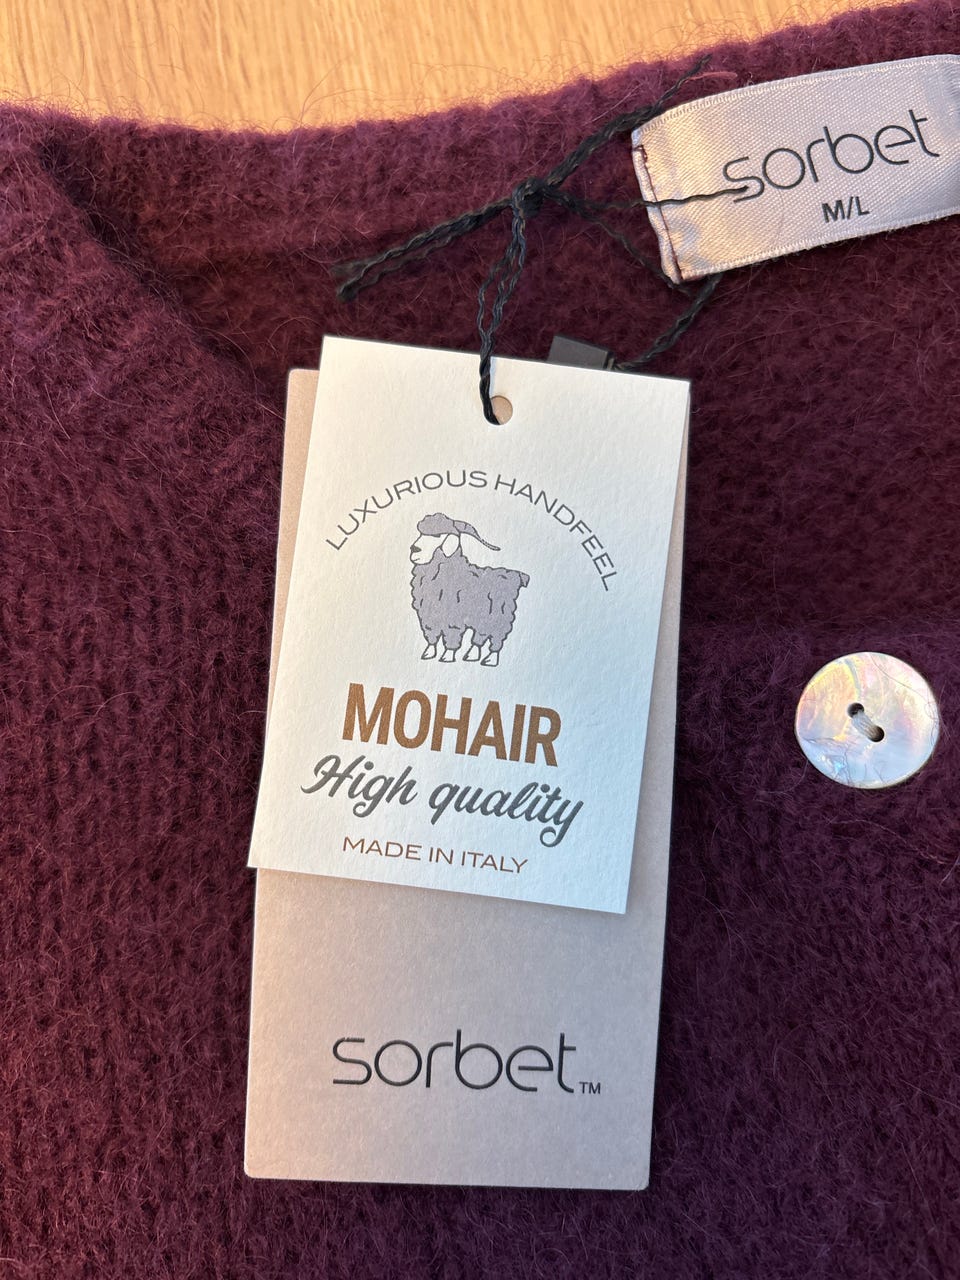 sorbet
M/L
LUXURIOUS HANDFEEL
MOHAIR
High quality
MADE IN ITALY
sorbet™